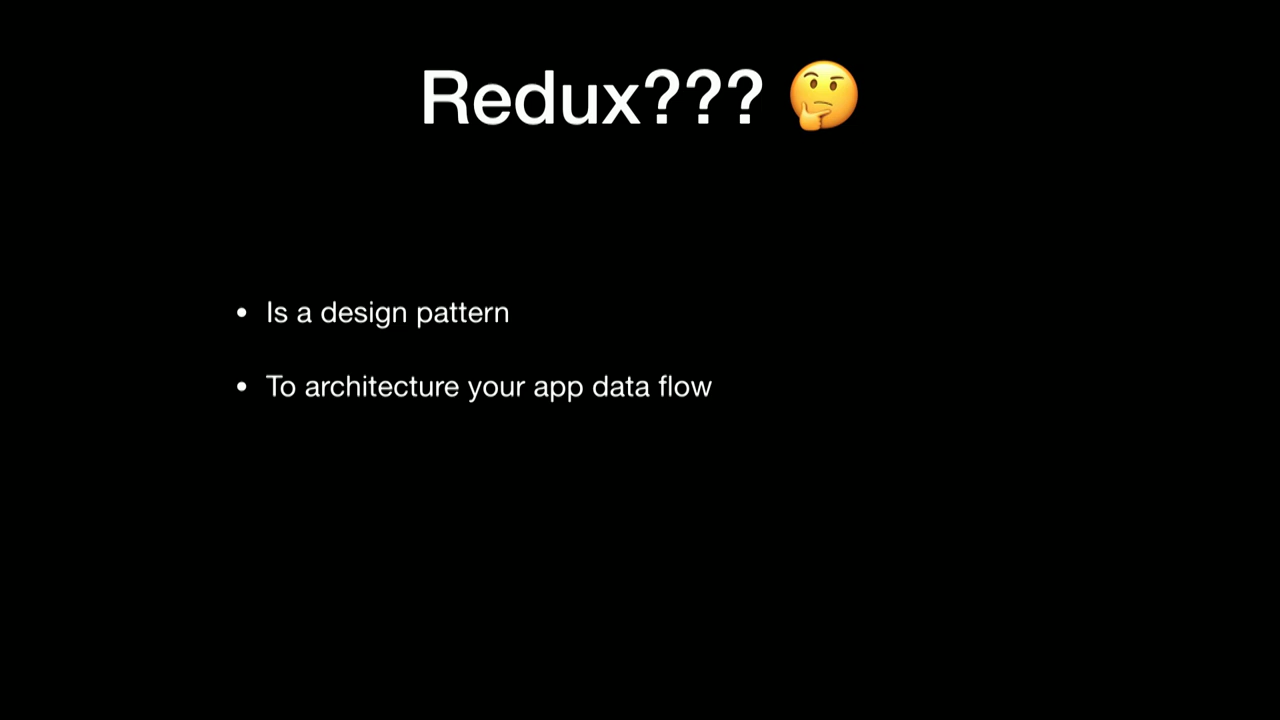 Redux??? 🤔
• Is a design pattern
• To architecture your app data flow